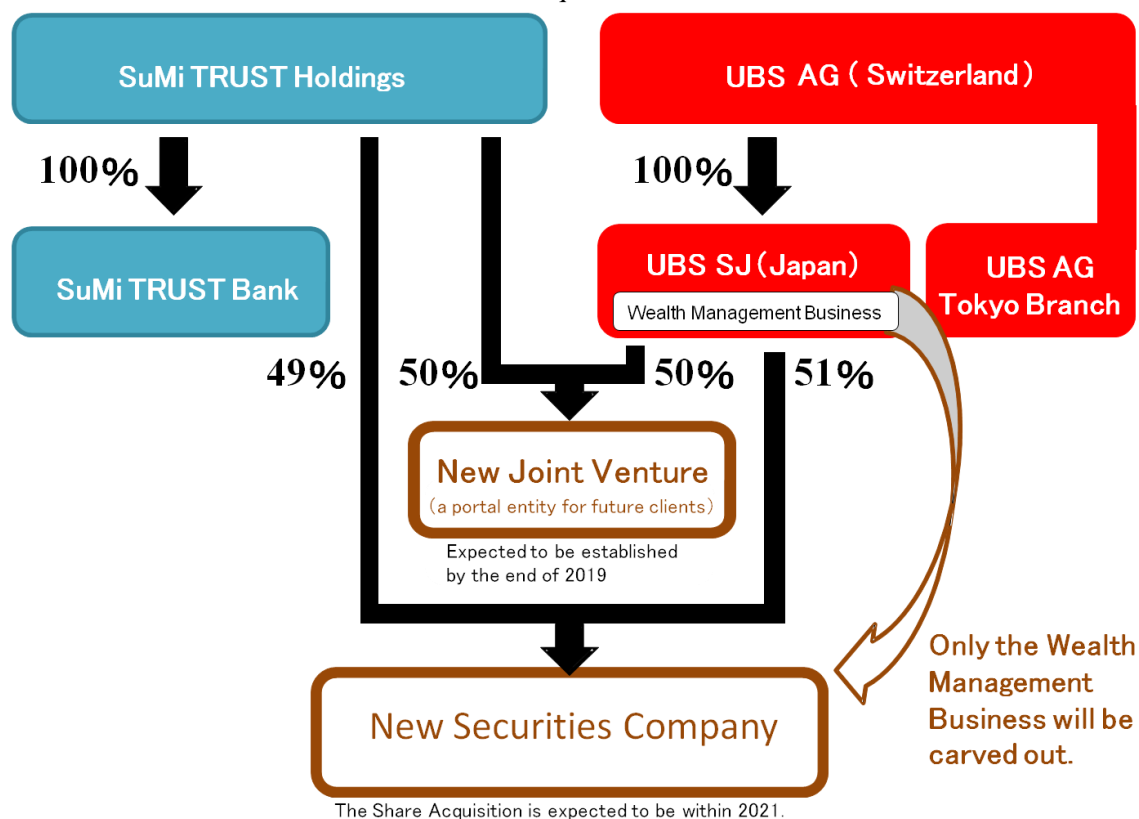 SuMi TRUST Holdings
UBS AG ( Switzerland )
100%
100%
SuMi TRUST Bank
UBS SJ (Japan)
Wealth Management Business
UBS AG
Tokyo Branch
49%
50%
50%
51%
New Joint Venture
(a portal entity for future clients)
Expected to be established
by the end of 2019
Only the Wealth
Management
Business will be
carved out.
New Securities Company
The Share Acquisition is expected to be within 2021.